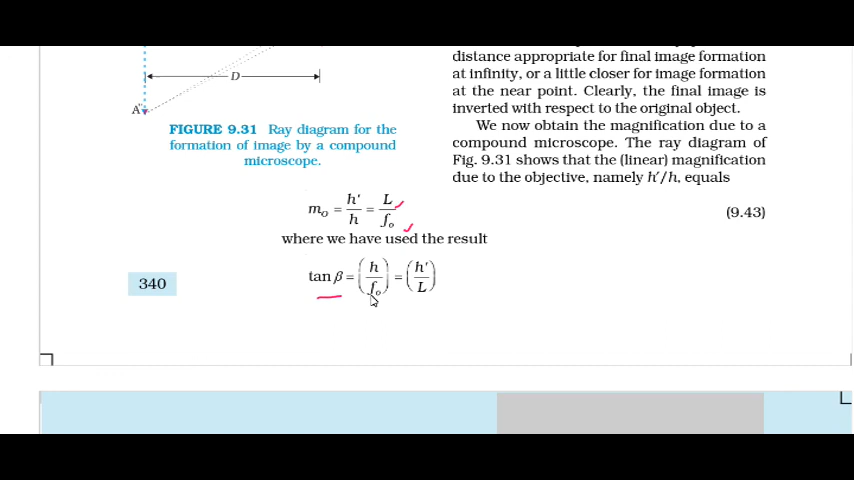 D
A"
FIGURE 9.31 Ray diagram for the
formation of image by a compound
microscope.
distance appropriate for final image formation
at infinity, or a little closer for image formation
at the near point. Clearly, the final image is
inverted with respect to the original object.
We now obtain the magnification due to a
compound microscope. The ray diagram of
Fig. 9.31 shows that the (linear) magnification
due to the objective, namely h′/h, equals
m_o = h′/h = L/f_o
(9.43)
where we have used the result
tan β = (h/f_o) = (h′/L)
340